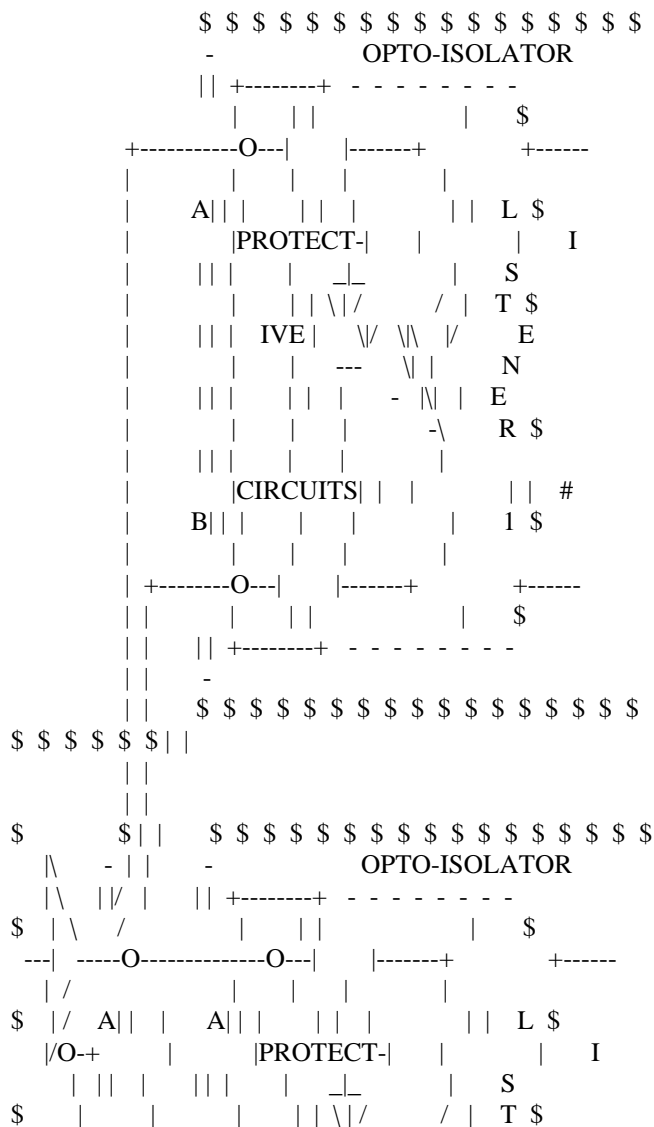 $ $ $ $ $ $ $ $ $ $ $ $ $ $ $ $ $
- OPTO-ISOLATOR
| | +--------+ - - - - - - - -
| | | | $
+-----------O---| |-------+ +------
| | | | |
| A| | | | | | | | L $
| |PROTECT-| | | I
| | | | | _|_ | S
| | | | \ | / / | T $
| | | | IVE | \|/ \|\ |/ E
| | | --- \| | N
| | | | | | | - |\| | E
| | | | -\ R $
| | | | | | |
| |CIRCUITS| | | | | #
| B| | | | | | 1 $
| | | | |
| +--------O---| |-------+ +------
| | | | | | $
| | | | +--------+ - - - - - - - -
| | -
| | $ $ $ $ $ $ $ $ $ $ $ $ $ $ $ $ $
$ $ $ $ $ $ | |
| |
| |
$ $ | | $ $ $ $ $ $ $ $ $ $ $ $ $ $ $ $ $
|\ - | | - OPTO-ISOLATOR
| \ | |/ | | | +--------+ - - - - - - - -
$ | \ / | | | | $
---| -----O--------------O---| |-------+ +------
| / | | | |
$ | / A| | | A| | | | | | | | L $
|/O-+ | |PROTECT-| | | I
| | | | | | | | _|_ | S
$ | | | | | \ | / / | T $